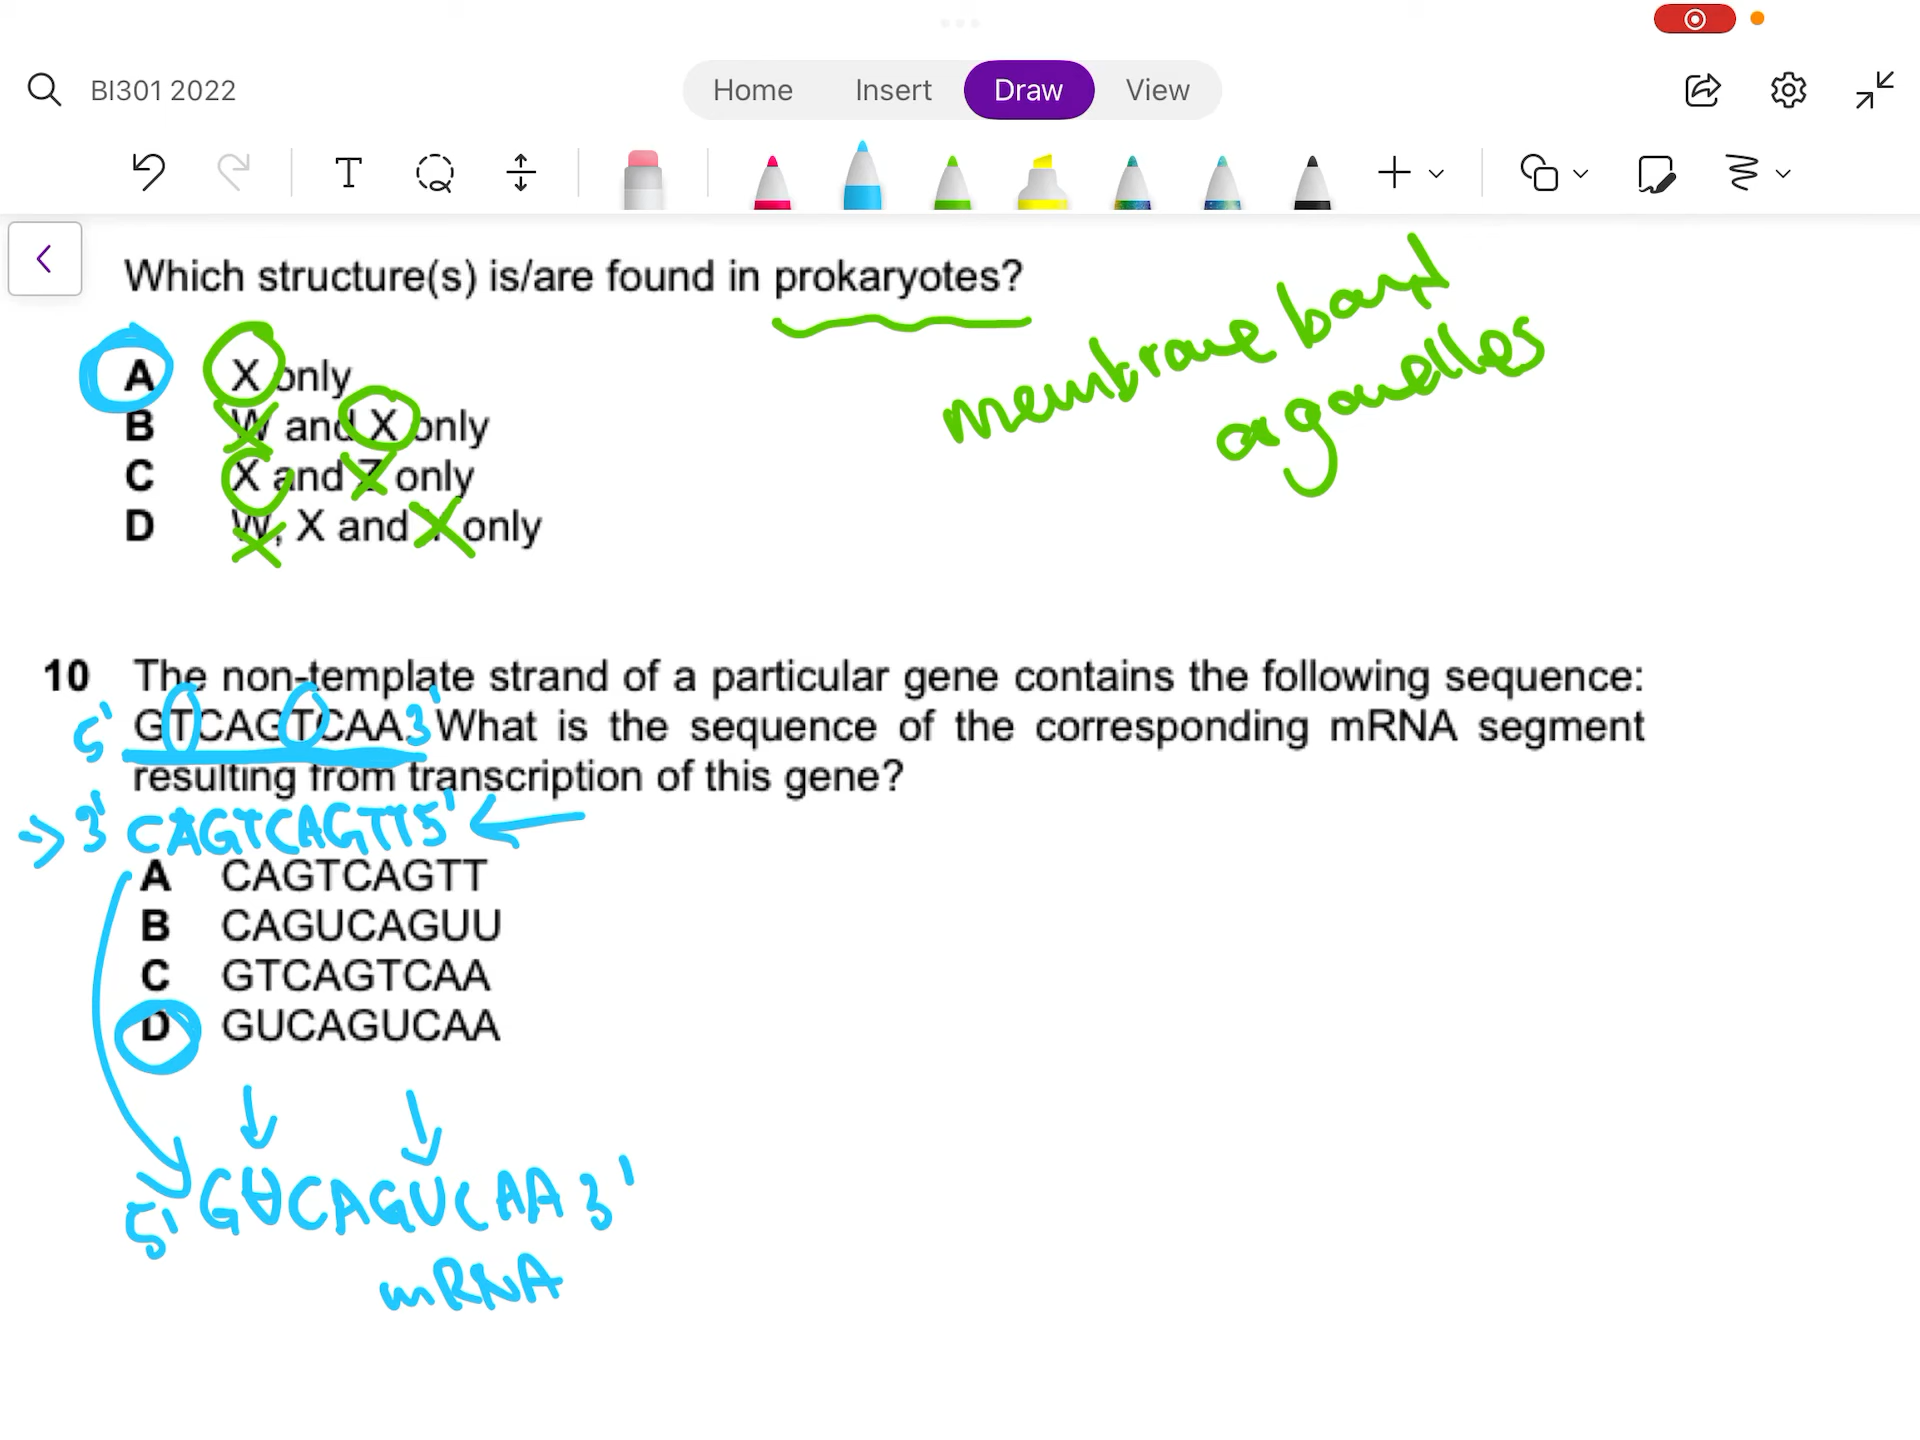 BI301 2022
Home Insert Draw View
T
Which structure(s) is/are found in prokaryotes?
membrane
organelles
A X only
B W and X only
C X and Z only
D W, X and Y only
10 The non-template strand of a particular gene contains the following sequence:
5' GTCAGTCAA 3' What is the sequence of the corresponding mRNA segment
resulting from transcription of this gene?
3' CAGTCAGTT 5'
A CAGTCAGTT
B CAGUCAGUU
C GTCAGTCAA
D GUCAGUCAA
5' GUCAGUCAA 3'
mRNA